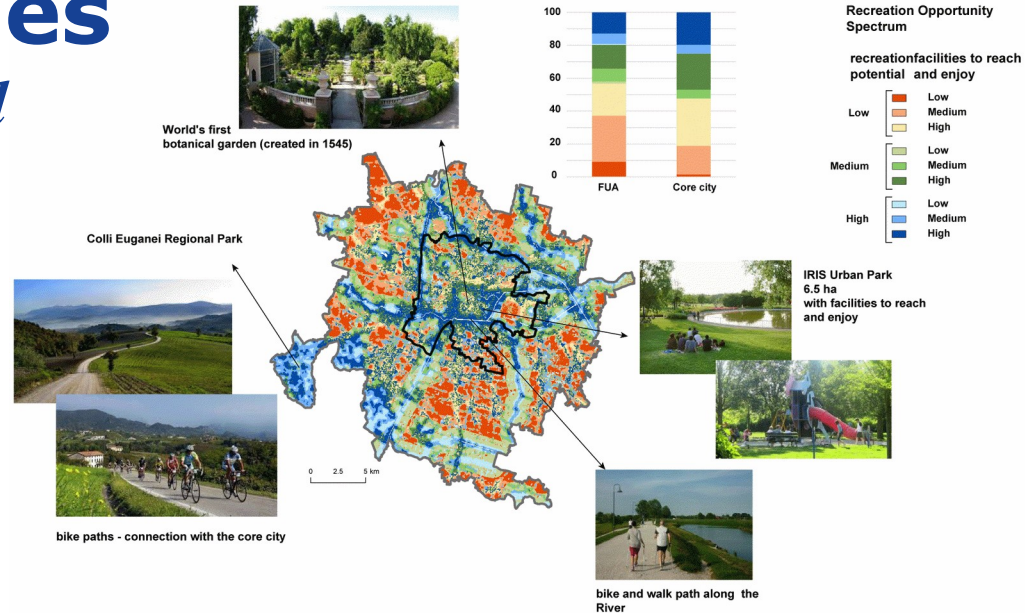 es
World's first
botanical garden (created in 1545)
Colli Euganei Regional Park
bike paths - connection with the core city
0 2.5 5 km
100
80
60
40
20
0
FUA Core city
Recreation Opportunity
Spectrum
recreationfacilities to reach
potential and enjoy
Low
Low
Medium
High
Medium
Low
Medium
High
High
Low
Medium
High
IRIS Urban Park
6.5 ha
with facilities to reach
and enjoy
bike and walk path along the
River